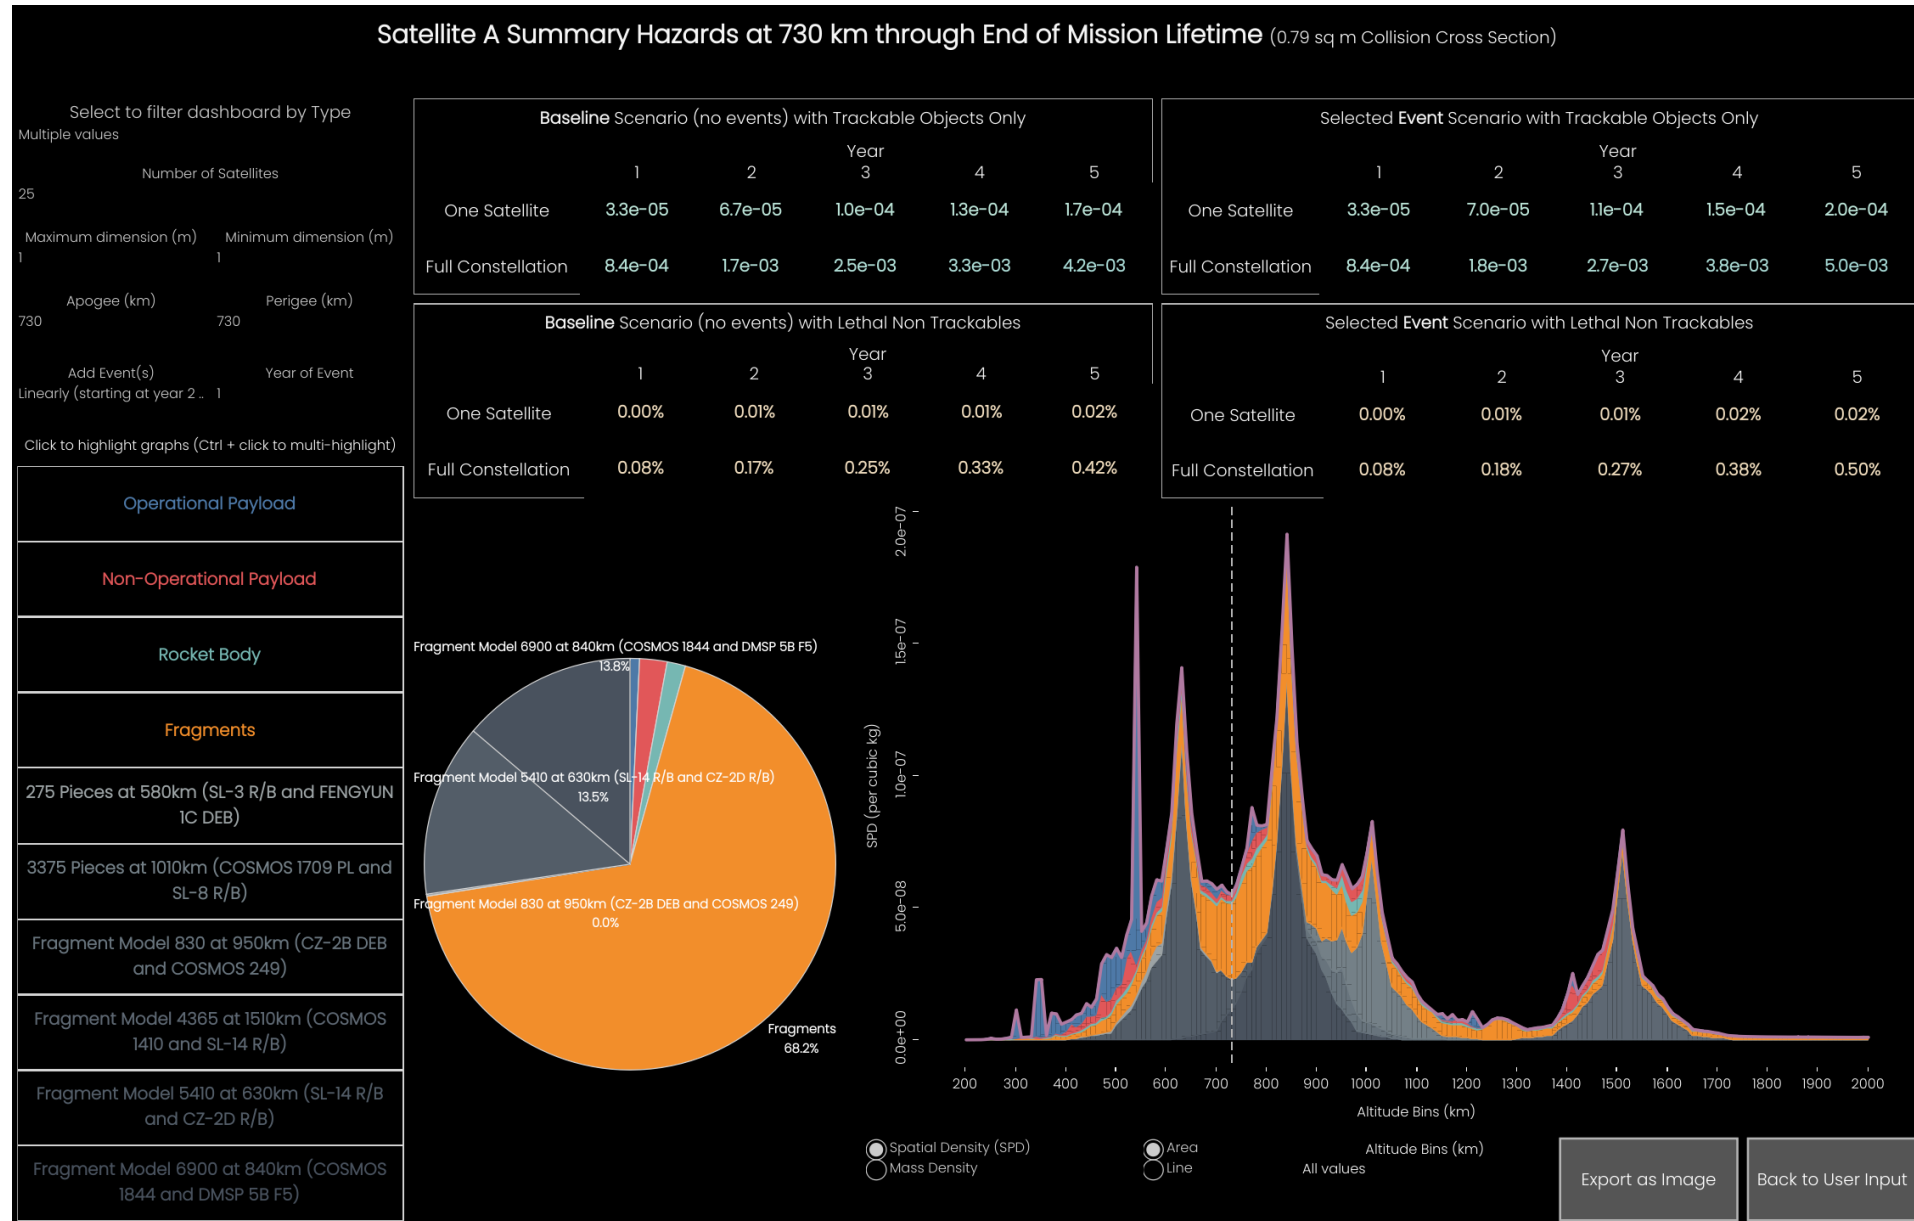 Satellite A Summary Hazards at 730 km through End of Mission Lifetime (0.79 sq m Collision Cross Section)
Select to filter dashboard by Type
Multiple values
Number of Satellites
25
Maximum dimension (m) Minimum dimension (m)
1 1
Apogee (km) Perigee (km)
730 730
Add Event(s) Year of Event
Linearly (starting at year 2 .. 1
Click to highlight graphs (Ctrl + click to multi-highlight)
Operational Payload
Non-Operational Payload
Rocket Body
Fragments
275 Pieces at 580km (SL-3 R/B and FENGYUN
1C DEB)
3375 Pieces at 1010km (COSMOS 1709 PL and
SL-8 R/B)
Fragment Model 830 at 950km (CZ-2B DEB
and COSMOS 249)
Fragment Model 4365 at 1510km (COSMOS
1410 and SL-14 R/B)
Fragment Model 5410 at 630km (SL-14 R/B
and CZ-2D R/B)
Fragment Model 6900 at 840km (COSMOS
1844 and DMSP 5B F5)
Baseline Scenario (no events) with Trackable Objects Only
Year
1 2 3 4 5
One Satellite 3.3e-05 6.7e-05 1.0e-04 1.3e-04 1.7e-04
Full Constellation 8.4e-04 1.7e-03 2.5e-03 3.3e-03 4.2e-03
Selected Event Scenario with Trackable Objects Only
Year
1 2 3 4 5
One Satellite 3.3e-05 7.0e-05 1.1e-04 1.5e-04 2.0e-04
Full Constellation 8.4e-04 1.8e-03 2.7e-03 3.8e-03 5.0e-03
Baseline Scenario (no events) with Lethal Non Trackables
Year
1 2 3 4 5
One Satellite 0.00% 0.01% 0.01% 0.01% 0.02%
Full Constellation 0.08% 0.17% 0.25% 0.33% 0.42%
Selected Event Scenario with Lethal Non Trackables
Year
1 2 3 4 5
One Satellite 0.00% 0.01% 0.01% 0.02% 0.02%
Full Constellation 0.08% 0.18% 0.27% 0.38% 0.50%
Fragment Model 6900 at 840km (COSMOS 1844 and DMSP 5B F5)
13.8%
Fragment Model 5410 at 630km (SL-14 R/B and CZ-2D R/B)
13.5%
Fragment Model 830 at 950km (CZ-2B DEB and COSMOS 249)
0.0%
Fragments
68.2%
SPD (per cubic kg)
2.0e-07
1.5e-07
1.0e-07
5.0e-08
0.0e+00
200 300 400 500 600 700 800 900 1000 1100 1200 1300 1400 1500 1600 1700 1800 1900 2000
Altitude Bins (km)
Spatial Density (SPD)
Mass Density
Area
Line
Altitude Bins (km)
All values
Export as Image
Back to User Input